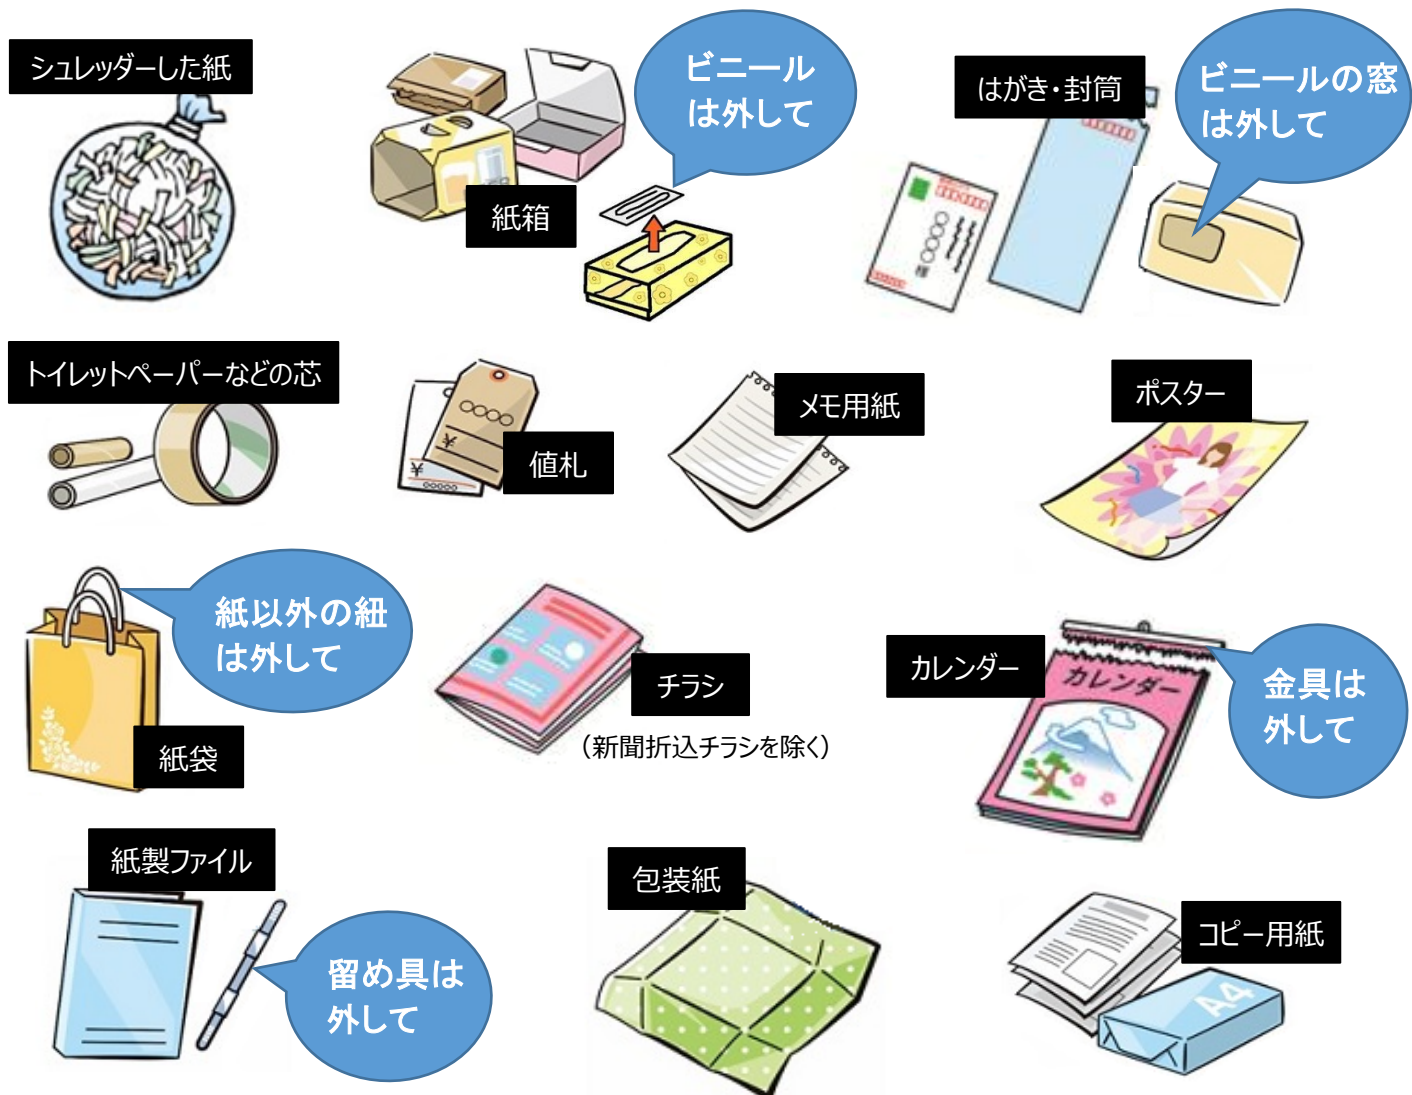 シュレッダーした紙
ビニール
は外して
紙箱
はがき・封筒
ビニールの窓
は外して
様
トイレットペーパーなどの芯
¥
¥
値札
メモ用紙
ポスター
紙以外の紐
は外して
紙袋
チラシ
（新聞折込チラシを除く）
カレンダー
カレンダー
金具は
外して
紙製ファイル
留め具は
外して
包装紙
コピー用紙
A4